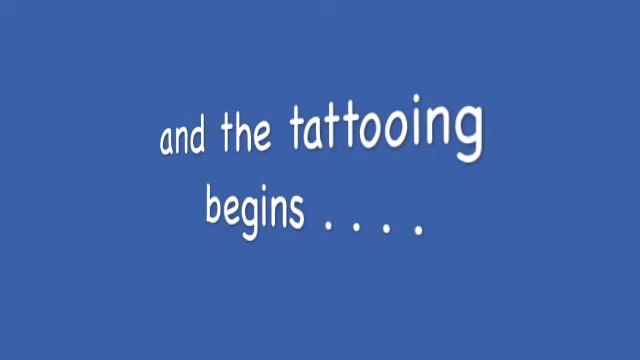 and the tattooing
begins . . . .